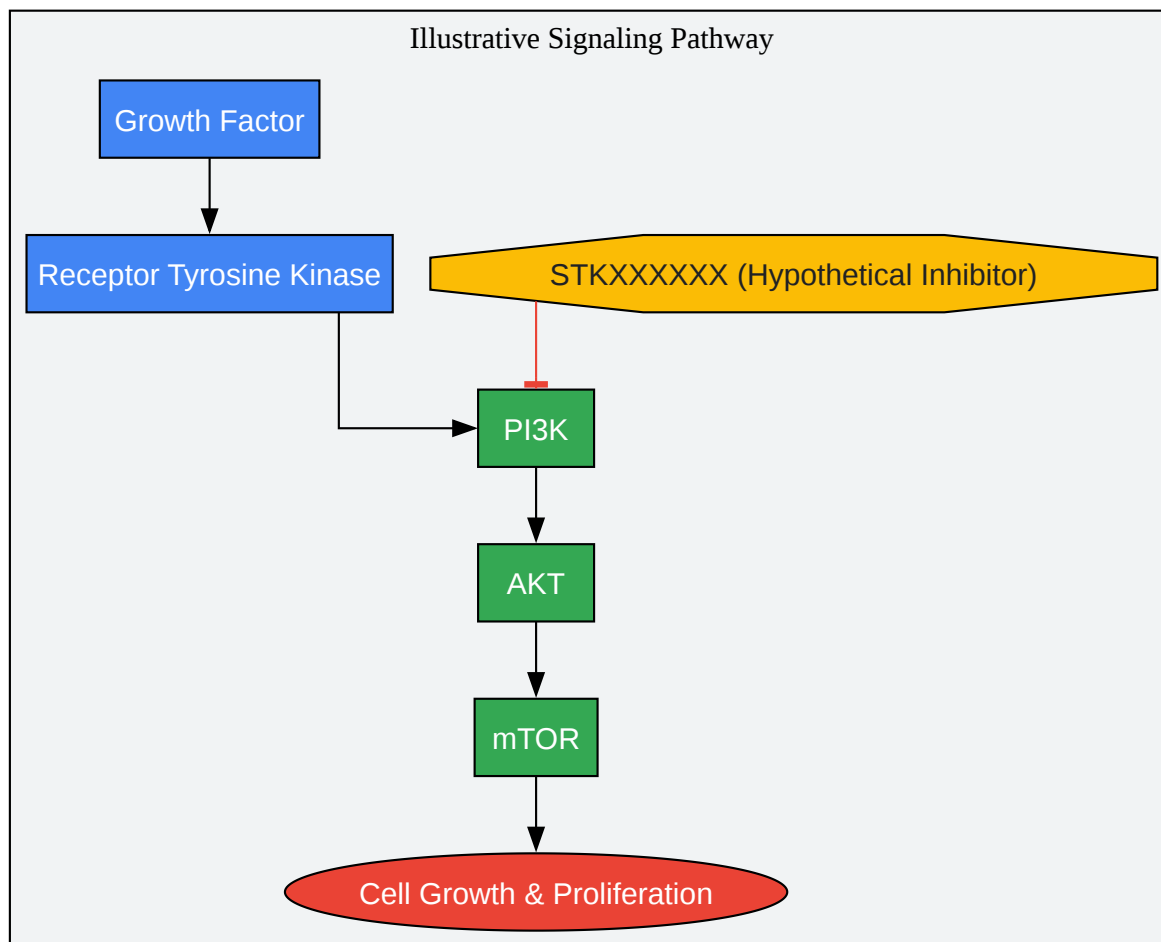 Illustrative Signaling Pathway
Growth Factor
Receptor Tyrosine Kinase
STKXXXXXX (Hypothetical Inhibitor)
PI3K
AKT
mTOR
Cell Growth & Proliferation